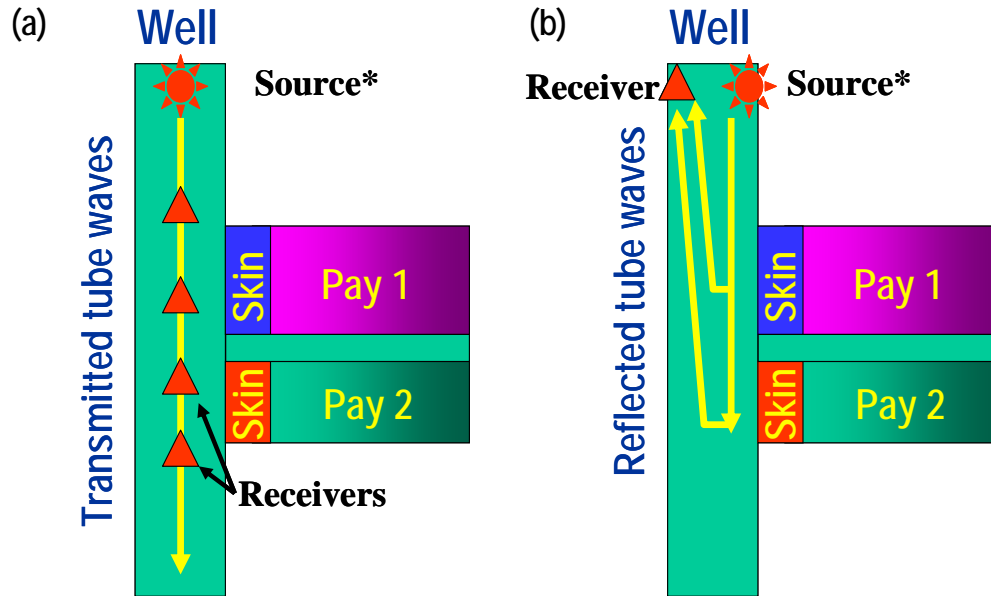 (a)
Well
Source*
Transmitted tube waves
Skin
Pay 1
Skin
Pay 2
Receivers
(b)
Well
Receiver
Source*
Reflected tube waves
Skin
Pay 1
Skin
Pay 2